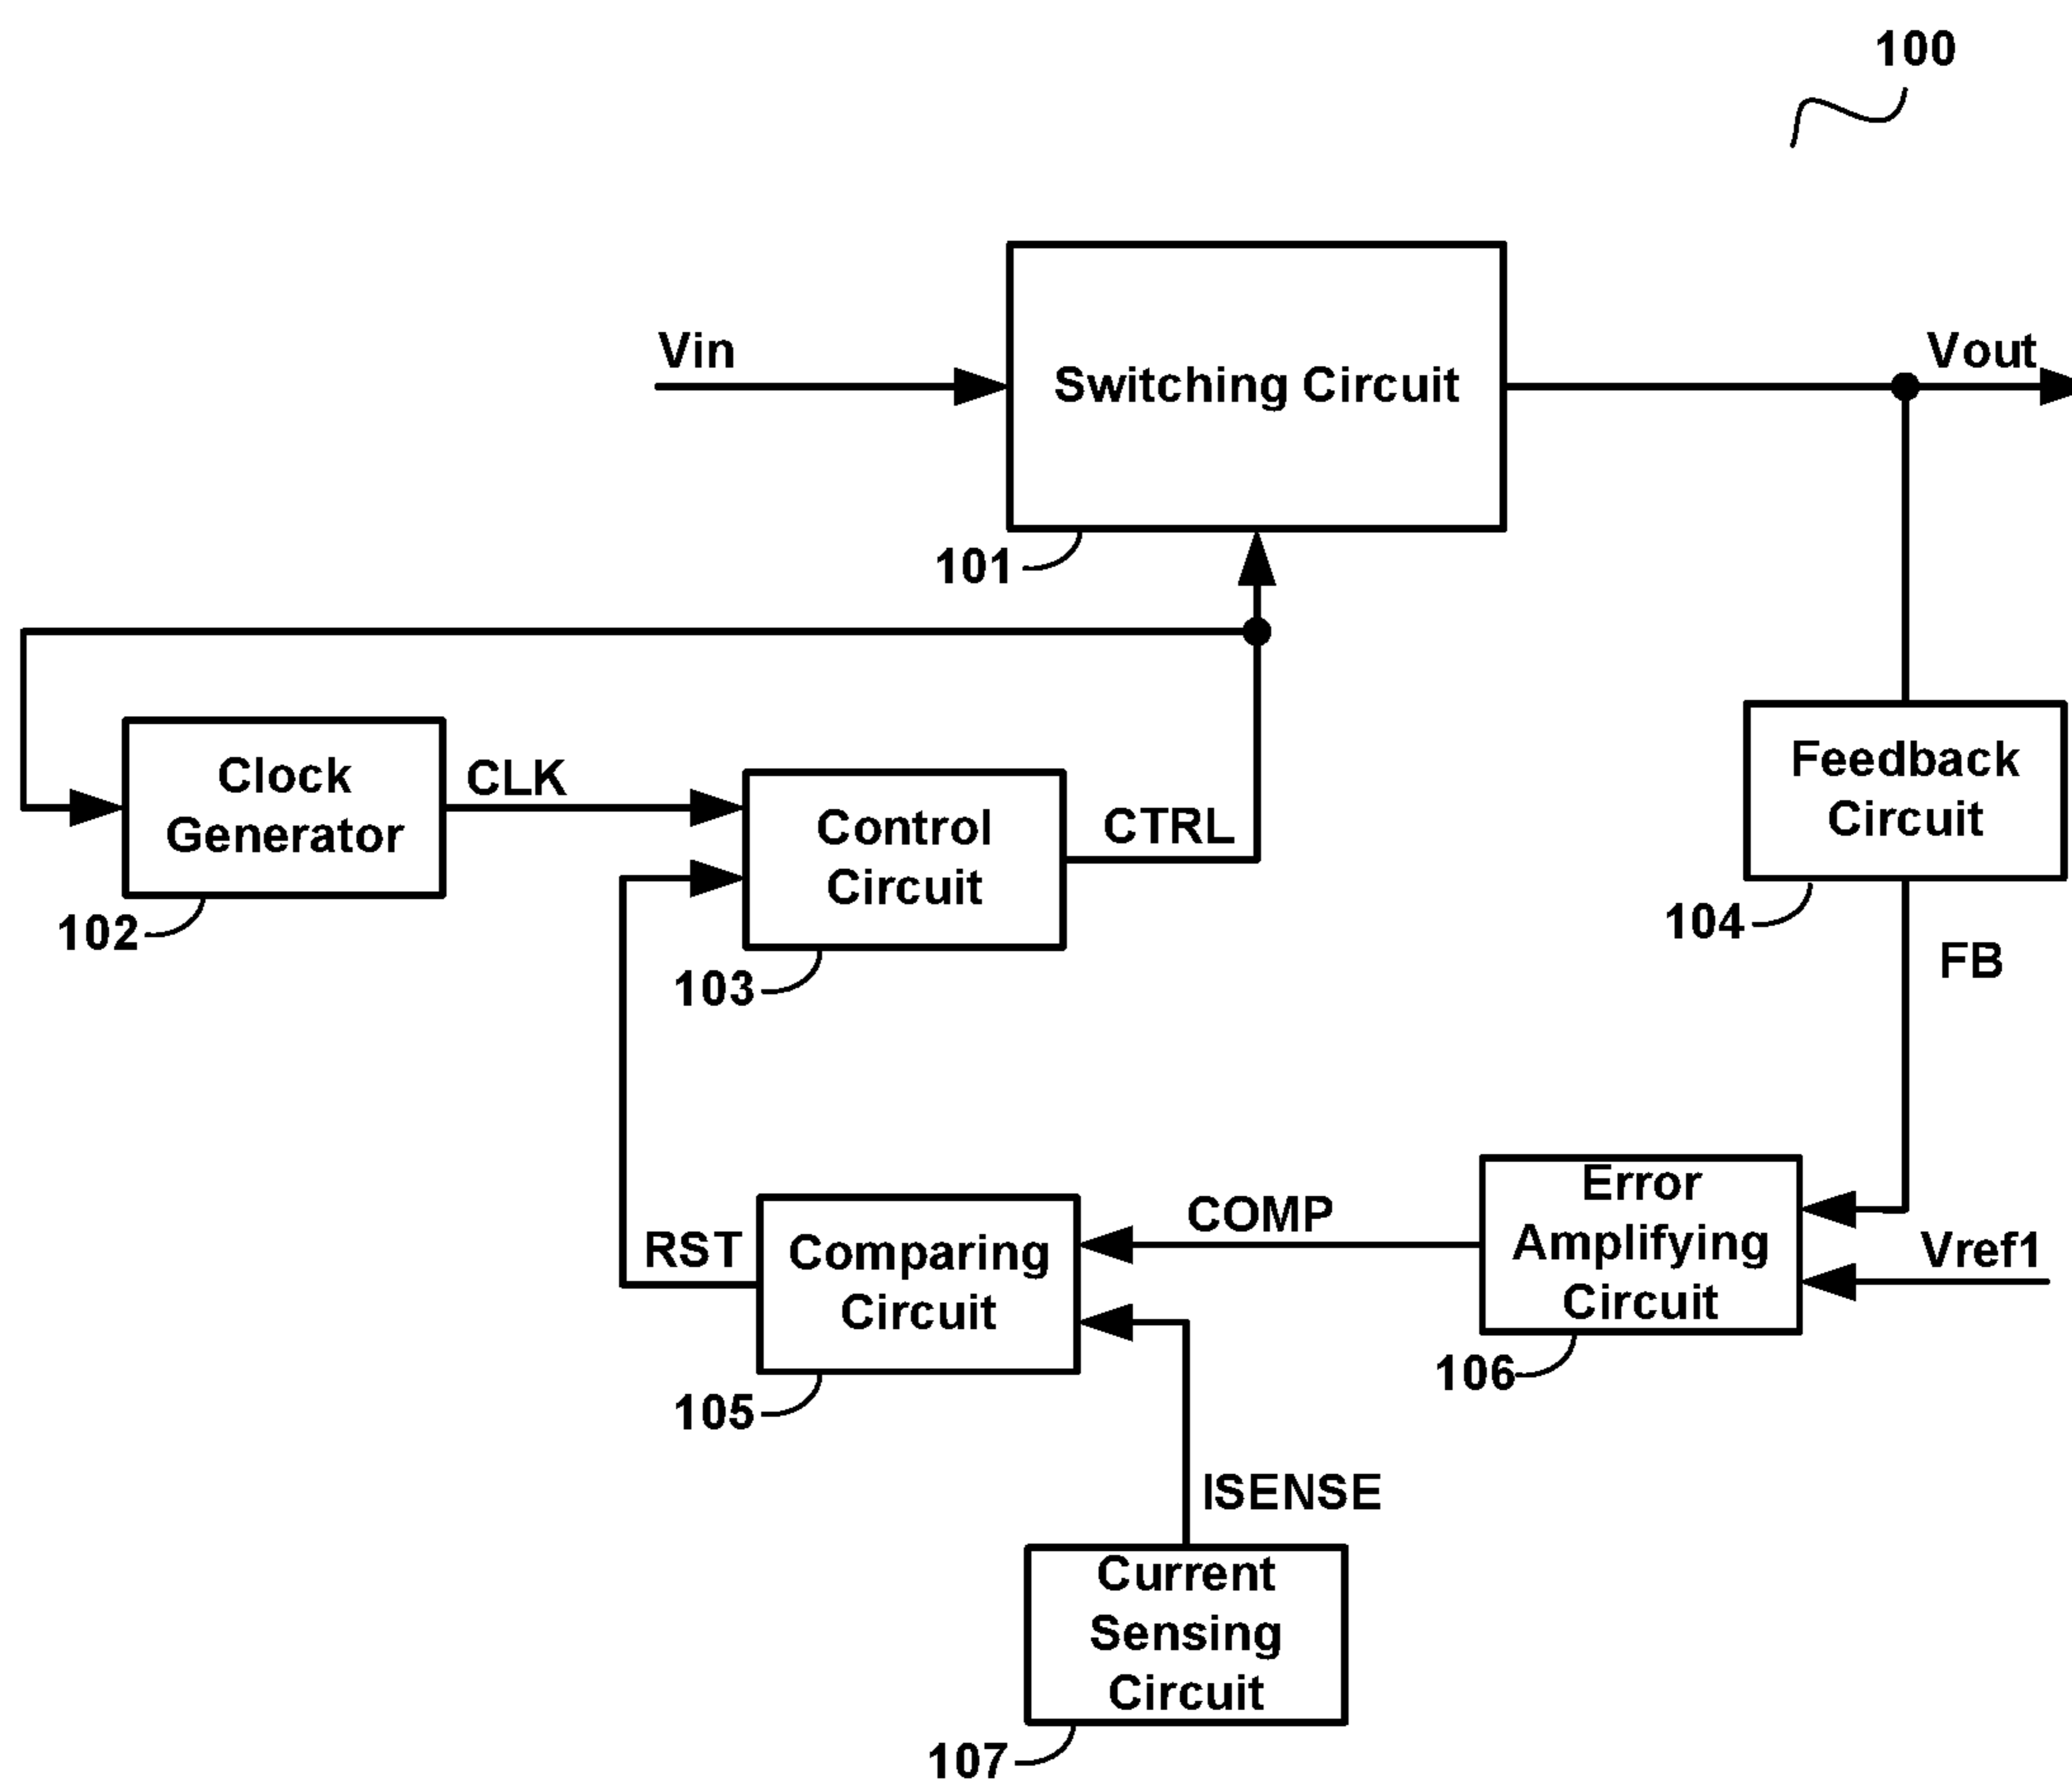 100
Vin
Switching Circuit
Vout
101
Clock
Generator
CLK
Control
Circuit
CTRL
Feedback
Circuit
102
103
104
FB
RST
Comparing
Circuit
COMP
Error
Amplifying
Circuit
Vref1
105
106
ISENSE
Current
Sensing
Circuit
107